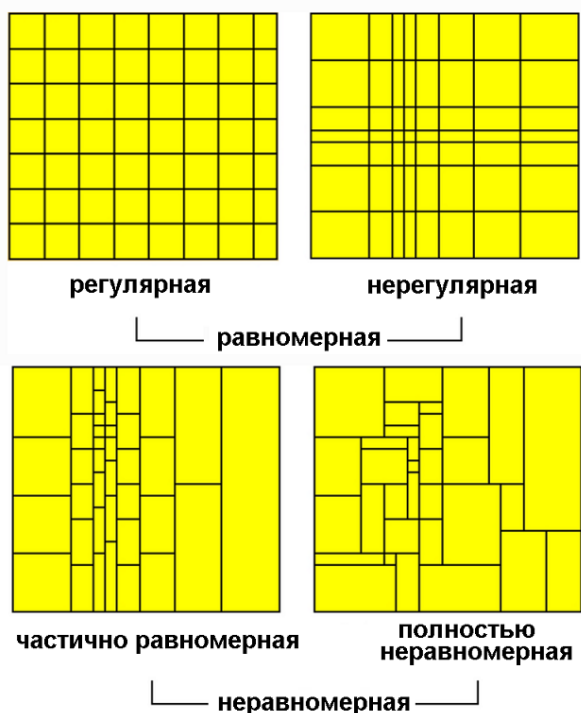 регулярная
нерегулярная
равномерная
частично равномерная
полностью
неравномерная
неравномерная